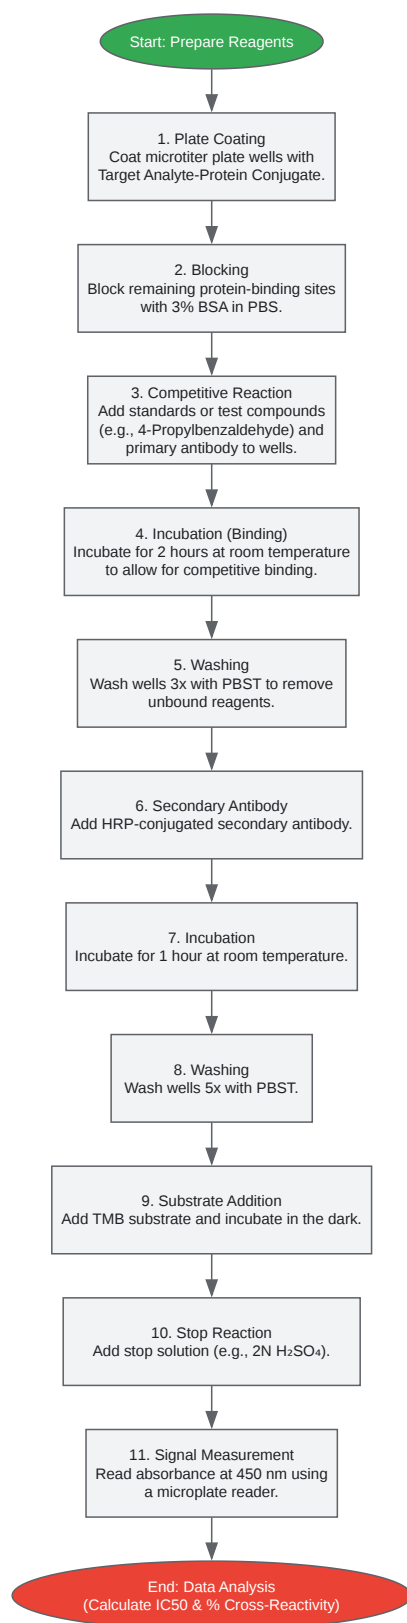 Start: Prepare Reagents
1. Plate Coating
Coat microtiter plate wells with
Target Analyte-Protein Conjugate.
2. Blocking
Block remaining protein-binding sites
with 3% BSA in PBS.
3. Competitive Reaction
Add standards or test compounds
(e.g., 4-Propylbenzaldehyde) and
primary antibody to wells.
4. Incubation (Binding)
Incubate for 2 hours at room temperature
to allow for competitive binding.
5. Washing
Wash wells 3x with PBST to remove
unbound reagents.
6. Secondary Antibody
Add HRP-conjugated secondary antibody.
7. Incubation
Incubate for 1 hour at room temperature.
8. Washing
Wash wells 5x with PBST.
9. Substrate Addition
Add TMB substrate and incubate in the dark.
10. Stop Reaction
Add stop solution (e.g., 2N H₂SO₄).
11. Signal Measurement
Read absorbance at 450 nm using
a microplate reader.
End: Data Analysis
(Calculate IC50 & % Cross-Reactivity)